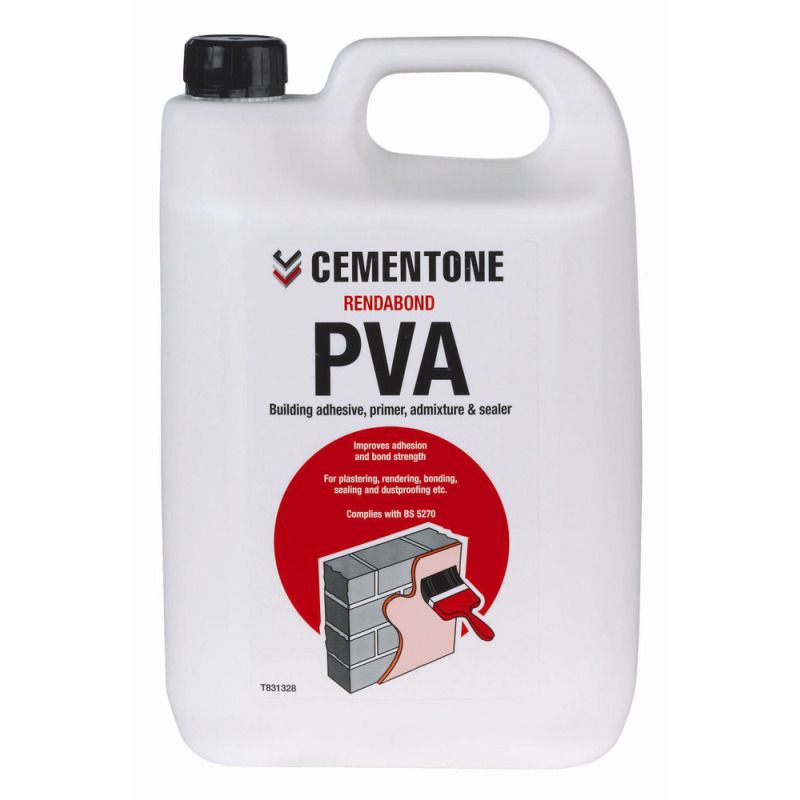 CEMENTONE
RENDABOND
PVA
Building adhesive, primer, admixture & sealer
Improves adhesion
and bond strength
For plastering, rendering, bonding,
sealing and dustproofing etc.
Complies with BS 5270
T831328